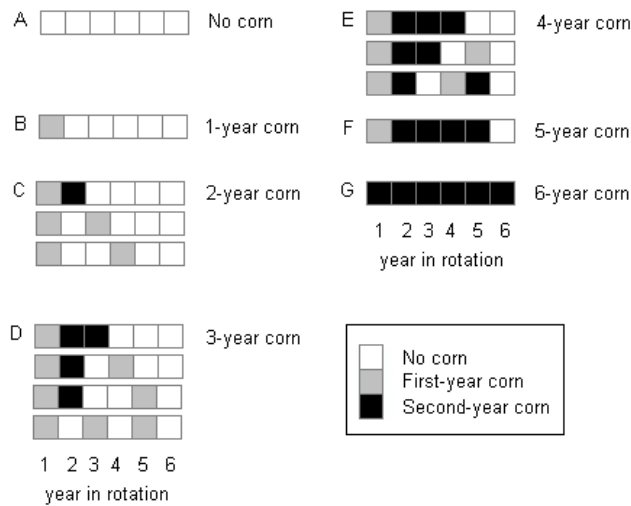 A No corn
B 1-year corn
C 2-year corn
D 3-year corn
1 2 3 4 5 6
year in rotation
E 4-year corn
F 5-year corn
G 6-year corn
1 2 3 4 5 6
year in rotation
No corn
First-year corn
Second-year corn